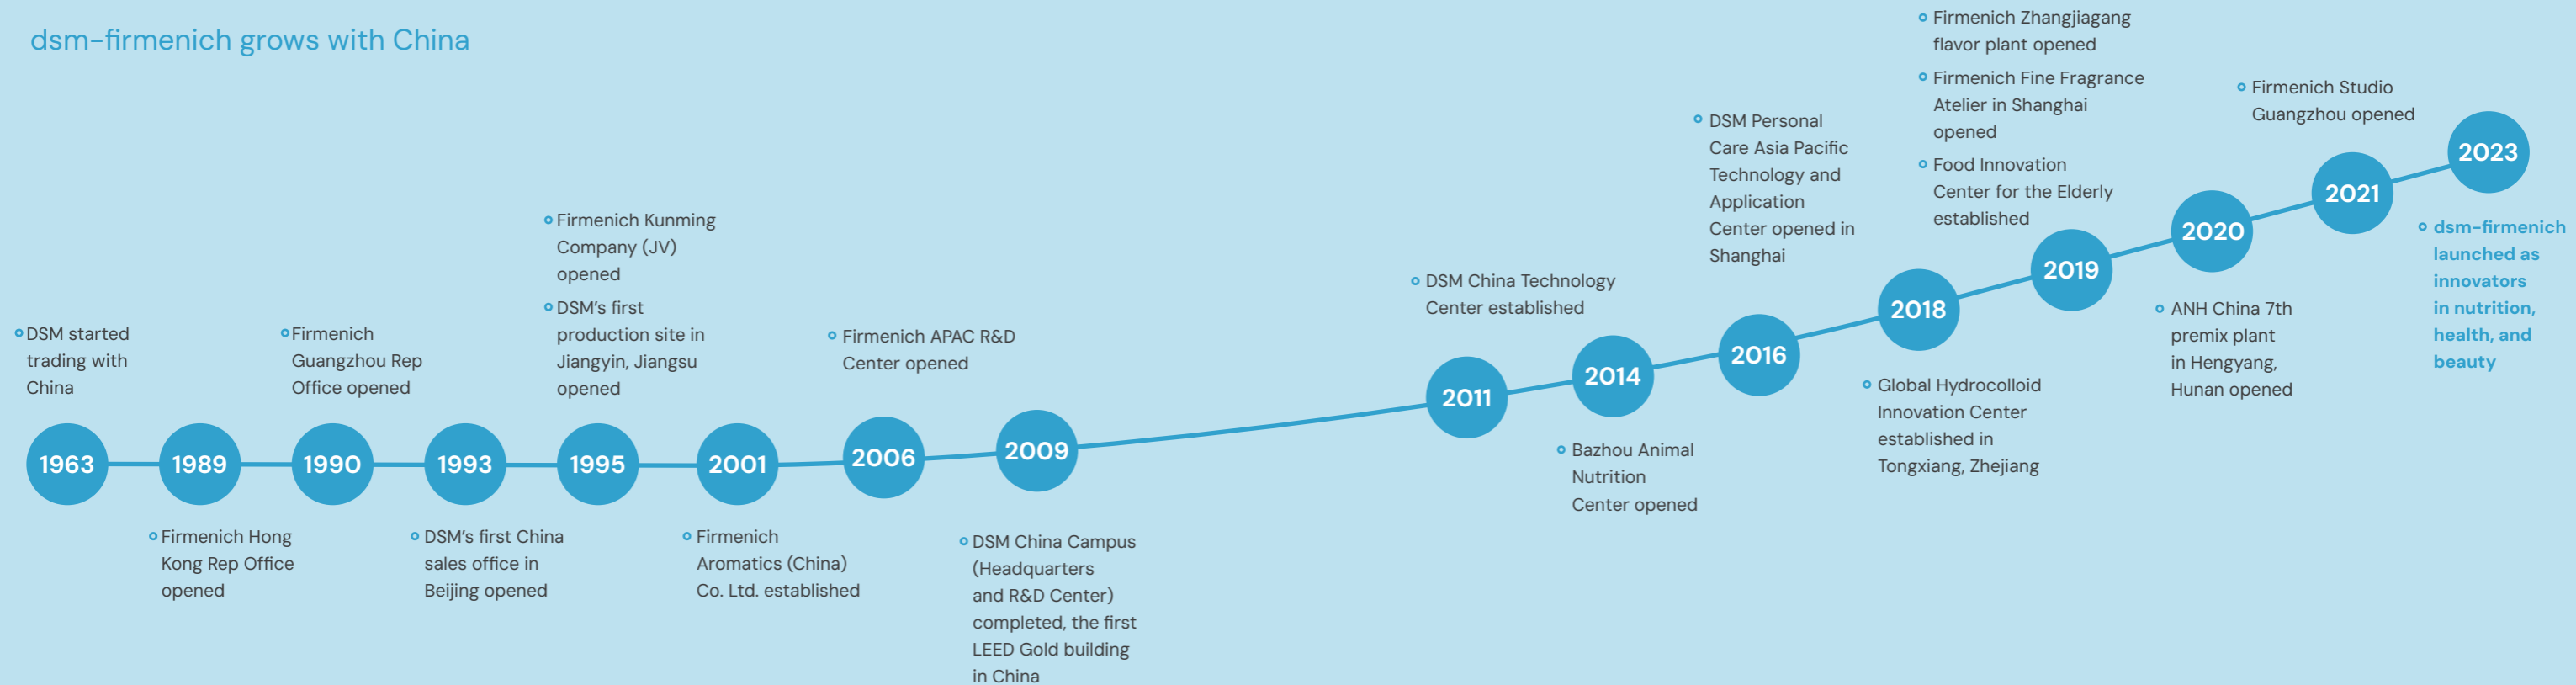 dsm-firmenich grows with China
DSM started
trading with
China
1963
1989
Firmenich Hong
Kong Rep Office
opened
Firmenich
Guangzhou Rep
Office opened
1990
1993
DSM's first China
sales office in
Beijing opened
Firmenich Kunming
Company (JV)
opened
DSM's first
production site in
Jiangyin, Jiangsu
opened
1995
2001
Firmenich
Aromatics (China)
Co. Ltd. established
Firmenich APAC R&D
Center opened
2006
2009
DSM China Campus
(Headquarters
and R&D Center)
completed, the first
LEED Gold building
in China
DSM China Technology
Center established
2011
2014
Bazhou Animal
Nutrition
Center opened
DSM Personal
Care Asia Pacific
Technology and
Application
Center opened in
Shanghai
2016
2018
Global Hydrocolloid
Innovation Center
established in
Tongxiang, Zhejiang
Firmenich Zhangjiagang
flavor plant opened
Firmenich Fine Fragrance
Atelier in Shanghai
opened
Food Innovation
Center for the Elderly
established
2019
2020
ANH China 7th
premix plant
in Hengyang,
Hunan opened
Firmenich Studio
Guangzhou opened
2021
2023
dsm-firmenich
launched as
innovators
in nutrition,
health, and
beauty